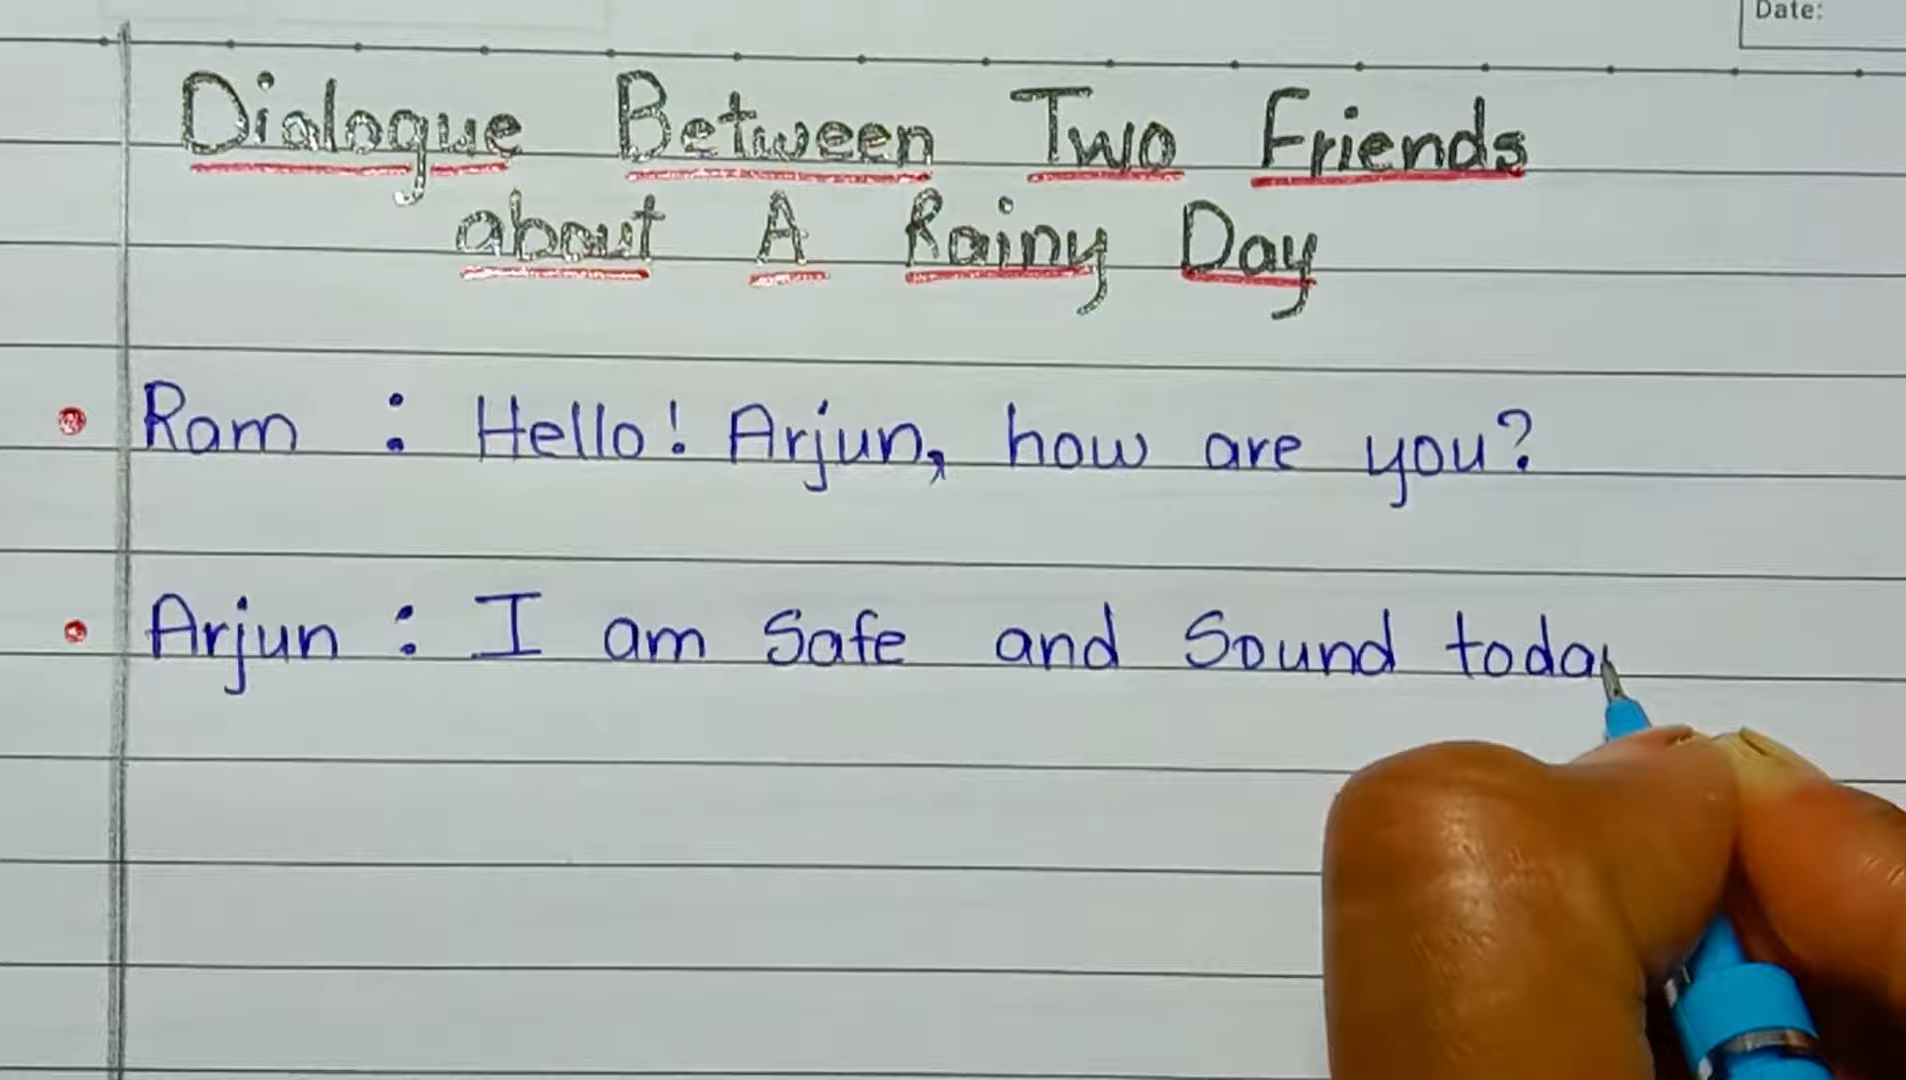 Date:
Dialogue Between Two Friends
about A Rainy Day
Ram : Hello! Arjun, how are you?
Arjun : I am Safe and Sound today